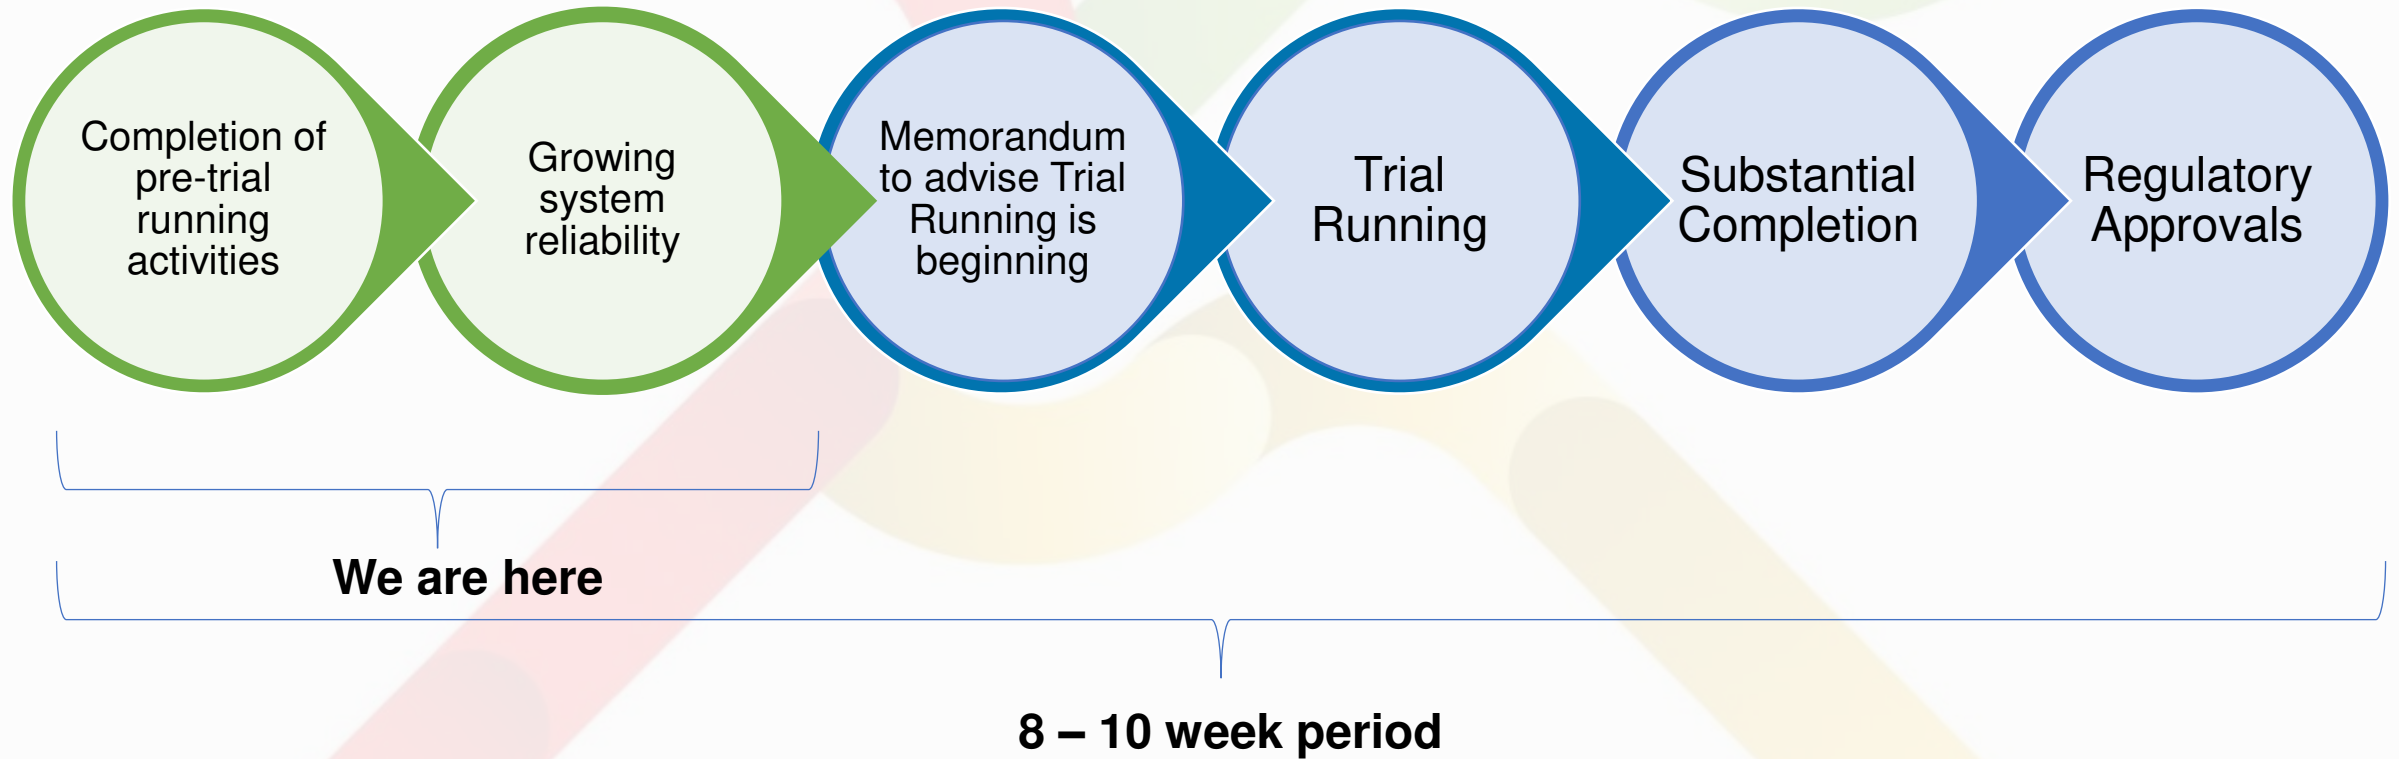 Completion of
pre-trial
running
activities
Growing
system
reliability
Memorandum
to advise Trial
Running is
beginning
Trial
Running
Substantial
Completion
Regulatory
Approvals
We are here
8 – 10 week period